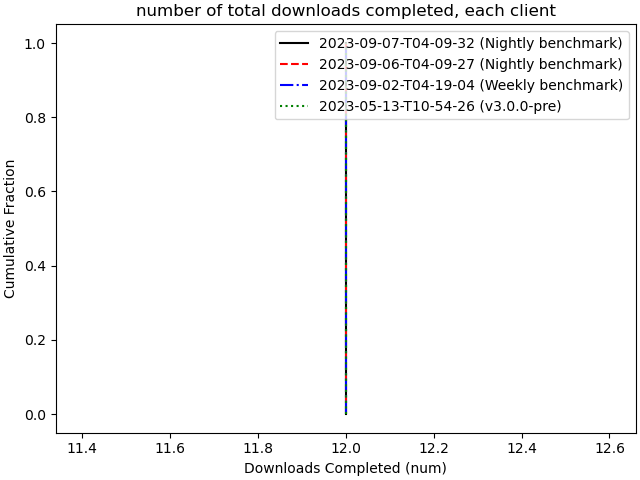 number of total downloads completed, each client
1.0
0.8
0.6
0.4
0.2
0.0
Cumulative Fraction
2023-09-07-T04-09-32 (Nightly benchmark)
2023-09-06-T04-09-27 (Nightly benchmark)
2023-09-02-T04-19-04 (Weekly benchmark)
2023-05-13-T10-54-26 (v3.0.0-pre)
11.4 11.6 11.8 12.0 12.2 12.4 12.6
Downloads Completed (num)